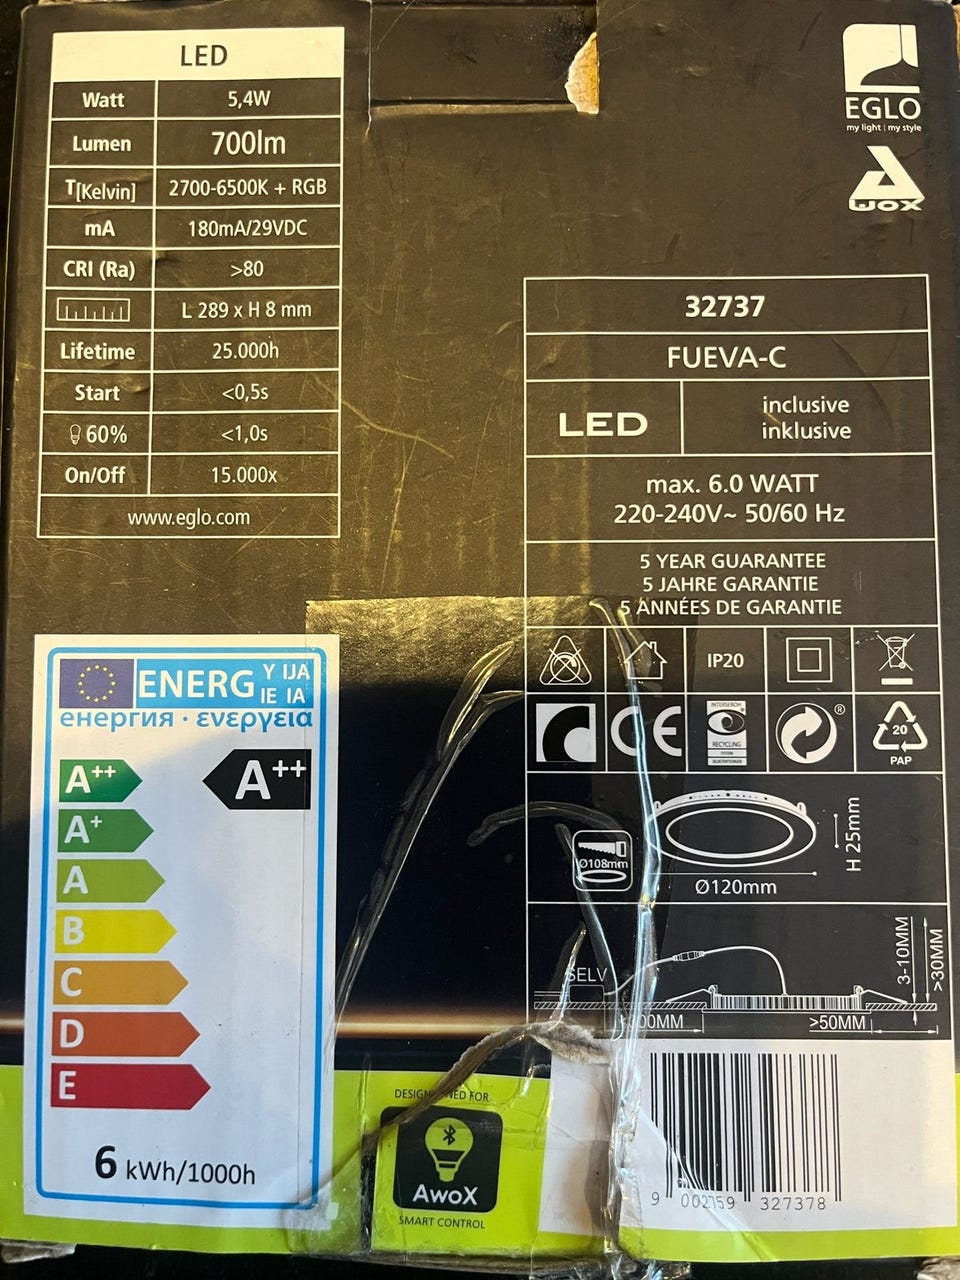 LED
Watt 5,4W
Lumen 700lm
T[Kelvin] 2700-6500K + RGB
mA 180mA/29VDC
CRI (Ra) >80
L 289 x H 8 mm
Lifetime 25.000h
Start <0,5s
60% <1,0s
On/Off 15.000x
www.eglo.com
EGLO
my light | my style
AWOX
32737
FUEVA-C
LED
inclusive
inklusive
max. 6.0 WATT
220-240V~ 50/60 Hz
5 YEAR GUARANTEE
5 JAHRE GARANTIE
5 ANNÉES DE GARANTIE
IP20
CE
INTERSEROH
RECYCLING
®
20
PAP
Ø108mm
Ø120mm
H 25mm
SELV
3-10MM
>30MM
>50MM
ENERG Y IJA
IE IA
енергия · ενεργεια
A++
A++
A+
A
B
C
D
E
6 kWh/1000h
FOR
AwoX
SMART CONTROL
9 002759 327378